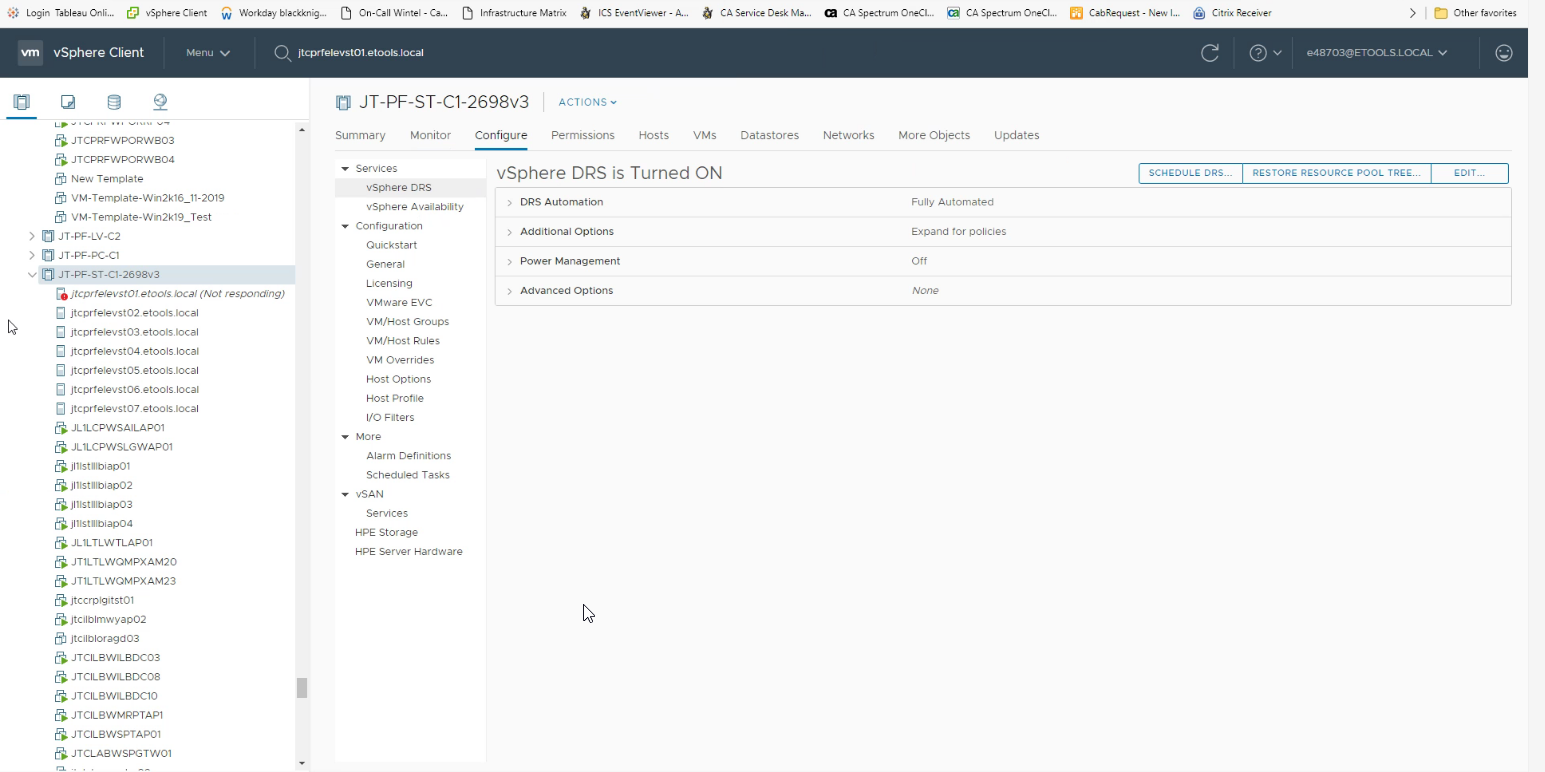 Login Tableau Onli...
vSphere Client
Workday blackknig...
On-Call Wintel - Ca...
Infrastructure Matrix
ICS EventViewer - A...
CA Service Desk Ma...
CA Spectrum OneCl...
CA Spectrum OneCl...
CabRequest - New I...
Citrix Receiver
Other favorites
vm vSphere Client
Menu
jtcprfelevst01.etools.local
e48703@ETOOLS.LOCAL
JTCPRFWPORWB03
JTCPRFWPORWB04
New Template
VM-Template-Win2k16_11-2019
VM-Template-Win2k19_Test
JT-PF-LV-C2
JT-PF-PC-C1
JT-PF-ST-C1-2698v3
jtcprfelevst01.etools.local (Not responding)
jtcprfelevst02.etools.local
jtcprfelevst03.etools.local
jtcprfelevst04.etools.local
jtcprfelevst05.etools.local
jtcprfelevst06.etools.local
jtcprfelevst07.etools.local
JL1LCPWSAILAP01
JL1LCPWSLGWAP01
jl1lstlllbiap01
jl1lstlllbiap02
jl1lstlllbiap03
jl1lstlllbiap04
JL1LTLWTLAP01
JT1LTLWQMPXAM20
JT1LTLWQMPXAM23
jtccrplgitst01
jtcilblmwyap02
jtcilbloragd03
JTCILBWILBDC03
JTCILBWILBDC08
JTCILBWILBDC10
JTCILBWMRPTAP1
JTCILBWSPTAP01
JTCLABWSPGTW01
JT-PF-ST-C1-2698v3
ACTIONS
Summary
Monitor
Configure
Permissions
Hosts
VMs
Datastores
Networks
More Objects
Updates
Services
vSphere DRS
vSphere Availability
Configuration
Quickstart
General
Licensing
VMware EVC
VM/Host Groups
VM/Host Rules
VM Overrides
Host Options
Host Profile
I/O Filters
More
Alarm Definitions
Scheduled Tasks
vSAN
Services
HPE Storage
HPE Server Hardware
vSphere DRS is Turned ON
SCHEDULE DRS...
RESTORE RESOURCE POOL TREE...
EDIT...
DRS Automation
Fully Automated
Additional Options
Expand for policies
Power Management
Off
Advanced Options
None